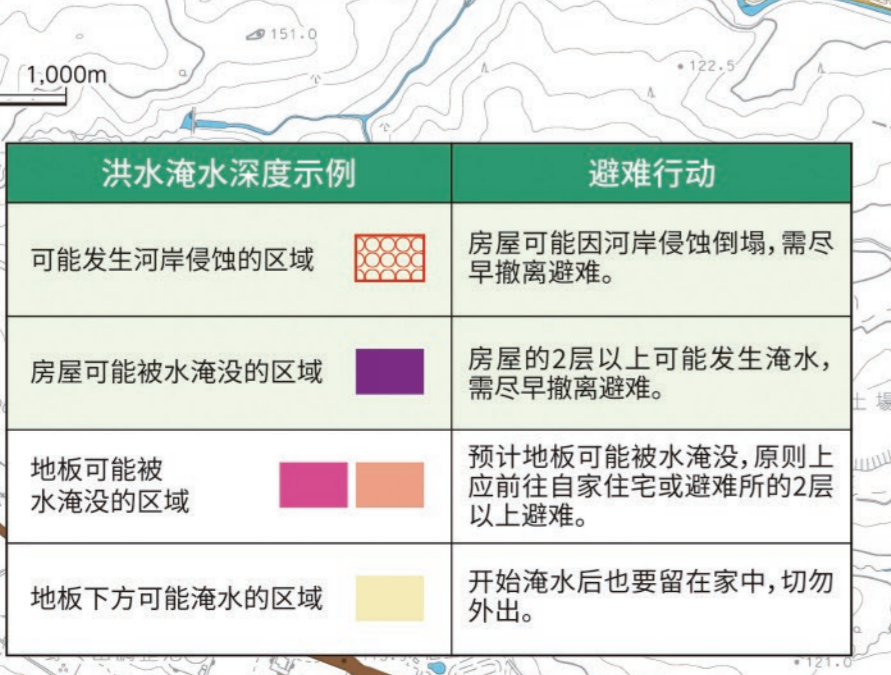 151.0
1,000m
122.5
洪水淹水深度示例
避难行动
可能发生河岸侵蚀的区域
房屋可能因河岸侵蚀倒塌，需尽
早撤离避难。
房屋可能被水淹没的区域
房屋的2层以上可能发生淹水，
需尽早撤离避难。
地板可能被
水淹没的区域
预计地板可能被水淹没，原则上
应前往自家住宅或避难所的2层
以上避难。
地板下方可能淹水的区域
开始淹水后也要留在家中，切勿
外出。
土場
121.0